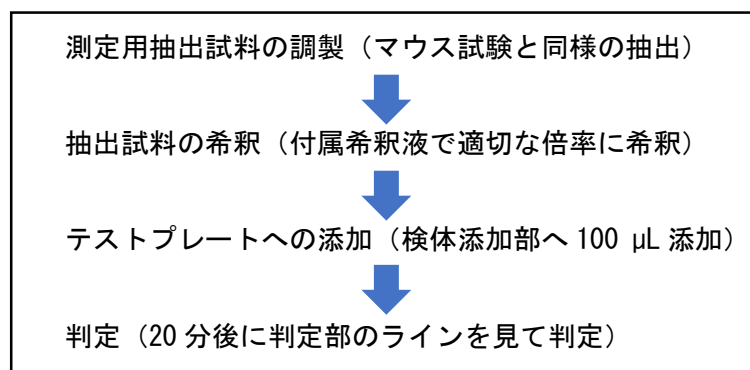 測定用抽出試料の調製（マウス試験と同様の抽出）
抽出試料の希釈（付属希釈液で適切な倍率に希釈）
テストプレートへの添加（検体添加部へ 100 μL 添加）
判定（20 分後に判定部のラインを見て判定）